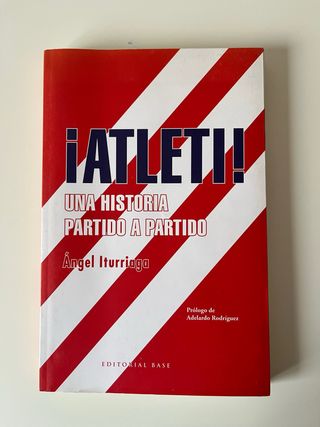 ¡ATLETI!
UNA HISTORIA
PARTIDO A PARTIDO
Ángel Iturriaga
Prólogo de
Adelardo Rodríguez
EDITORIAL BASE